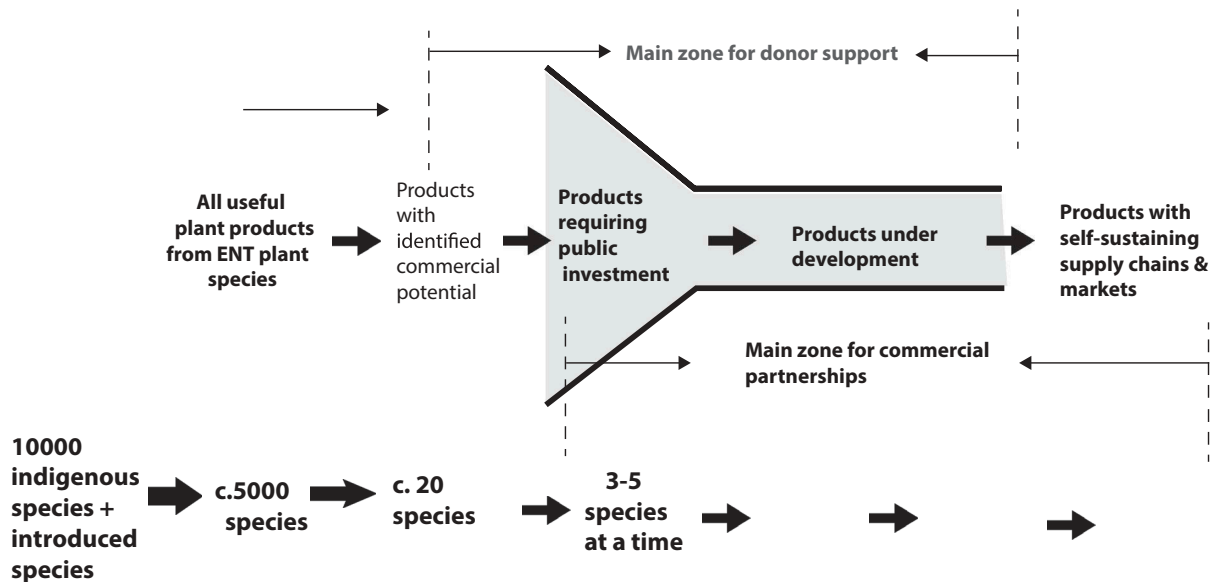 Main zone for donor support
All useful
plant products
from ENT plant
species
Products
with
identified
commercial
potential
Products
requiring
public
investment
Products under
development
Products with
self-sustaining
supply chains &
markets
Main zone for commercial
partnerships
10000
indigenous
species +
introduced
species
c.5000
species
c. 20
species
3-5
species
at a time